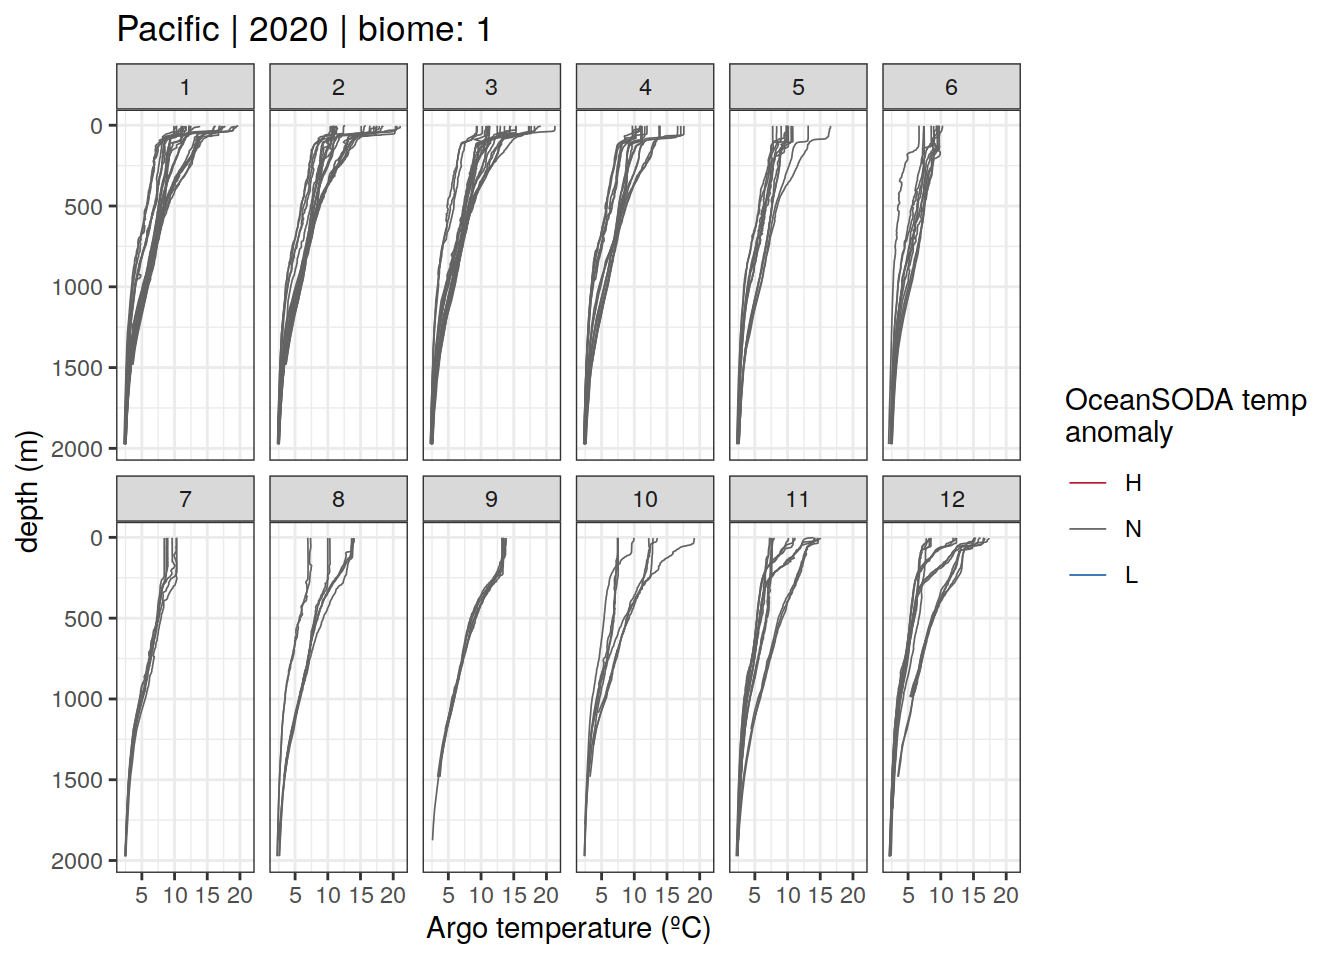 Pacific | 2020 | biome: 1
1 2 3 4 5 6
0
500
1000
1500
2000
7 8 9 10 11 12
0
500
1000
1500
2000
5 10 15 20 5 10 15 20 5 10 15 20 5 10 15 20 5 10 15 20 5 10 15 20
Argo temperature (ºC)
depth (m)
OceanSODA temp
anomaly
H
N
L